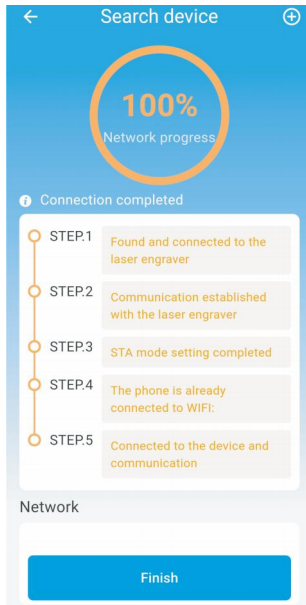 Search device
100%
Network progress
Connection completed
STEP.1
Found and connected to the
laser engraver
STEP.2
Communication established
with the laser engraver
STEP.3
STA mode setting completed
STEP.4
The phone is already
connected to WIFI:
STEP.5
Connected to the device and
communication
Network
Finish